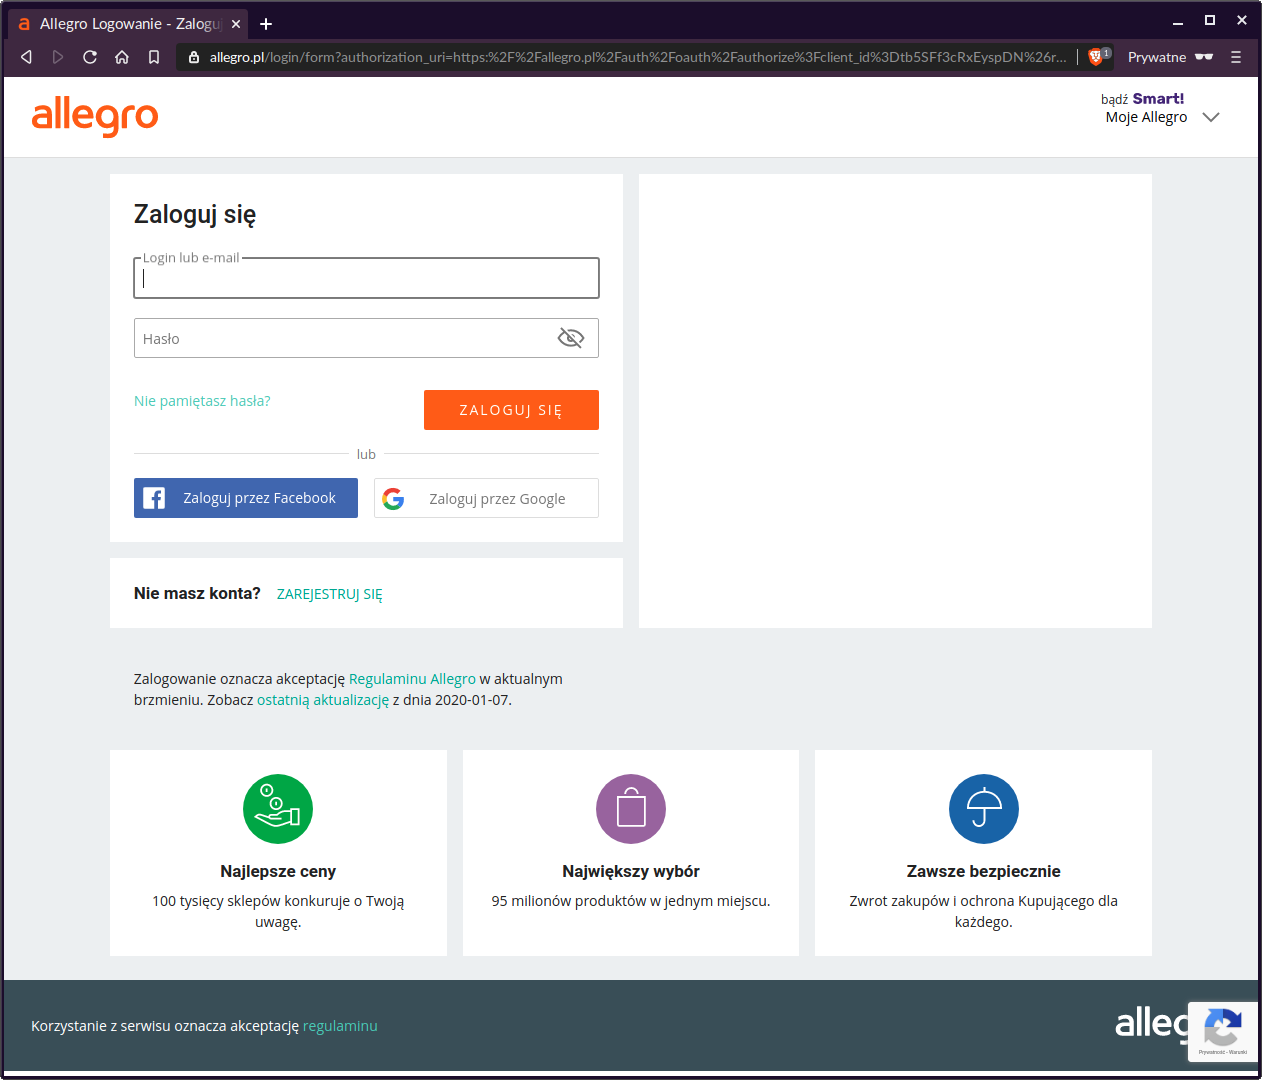 Allegro Logowanie - Zalogu
allegro.pl/login/form?authorization_uri=https:%2F%2Fallegro.pl%2Fauth%2Foauth%2Fauthorize%3Fclient_id%3Dtb5SFf3cRxEyspDN%26r...
1
Prywatne
allegro
bądź Smart!
Moje Allegro
Zaloguj się
Login lub e-mail
Hasło
Nie pamiętasz hasła?
ZALOGUJ SIĘ
lub
Zaloguj przez Facebook
Zaloguj przez Google
Nie masz konta? ZAREJESTRUJ SIĘ
Zalogowanie oznacza akceptację Regulaminu Allegro w aktualnym
brzmieniu. Zobacz ostatnią aktualizację z dnia 2020-01-07.
Najlepsze ceny
100 tysięcy sklepów konkuruje o Twoją
uwagę.
Największy wybór
95 milionów produktów w jednym miejscu.
Zawsze bezpiecznie
Zwrot zakupów i ochrona Kupującego dla
każdego.
Korzystanie z serwisu oznacza akceptację regulaminu
alleg
Prywatność - Warunki